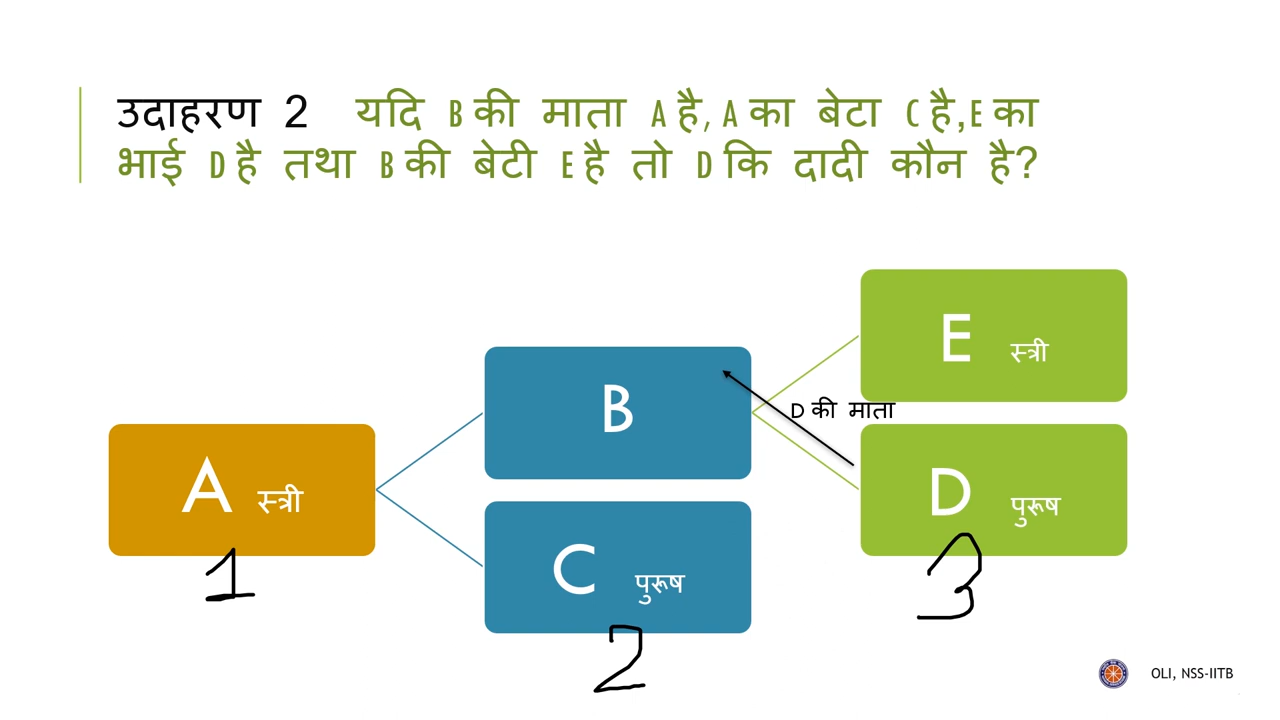 उदाहरण 2 यदि B की माता A है, A का बेटा C है,E का
भाई D है तथा B की बेटी E है तो D कि दादी कौन है?
E स्त्री
B
D की माता
A स्त्री
D पुरूष
C पुरूष
1
3
2
OLI, NSS-IITB